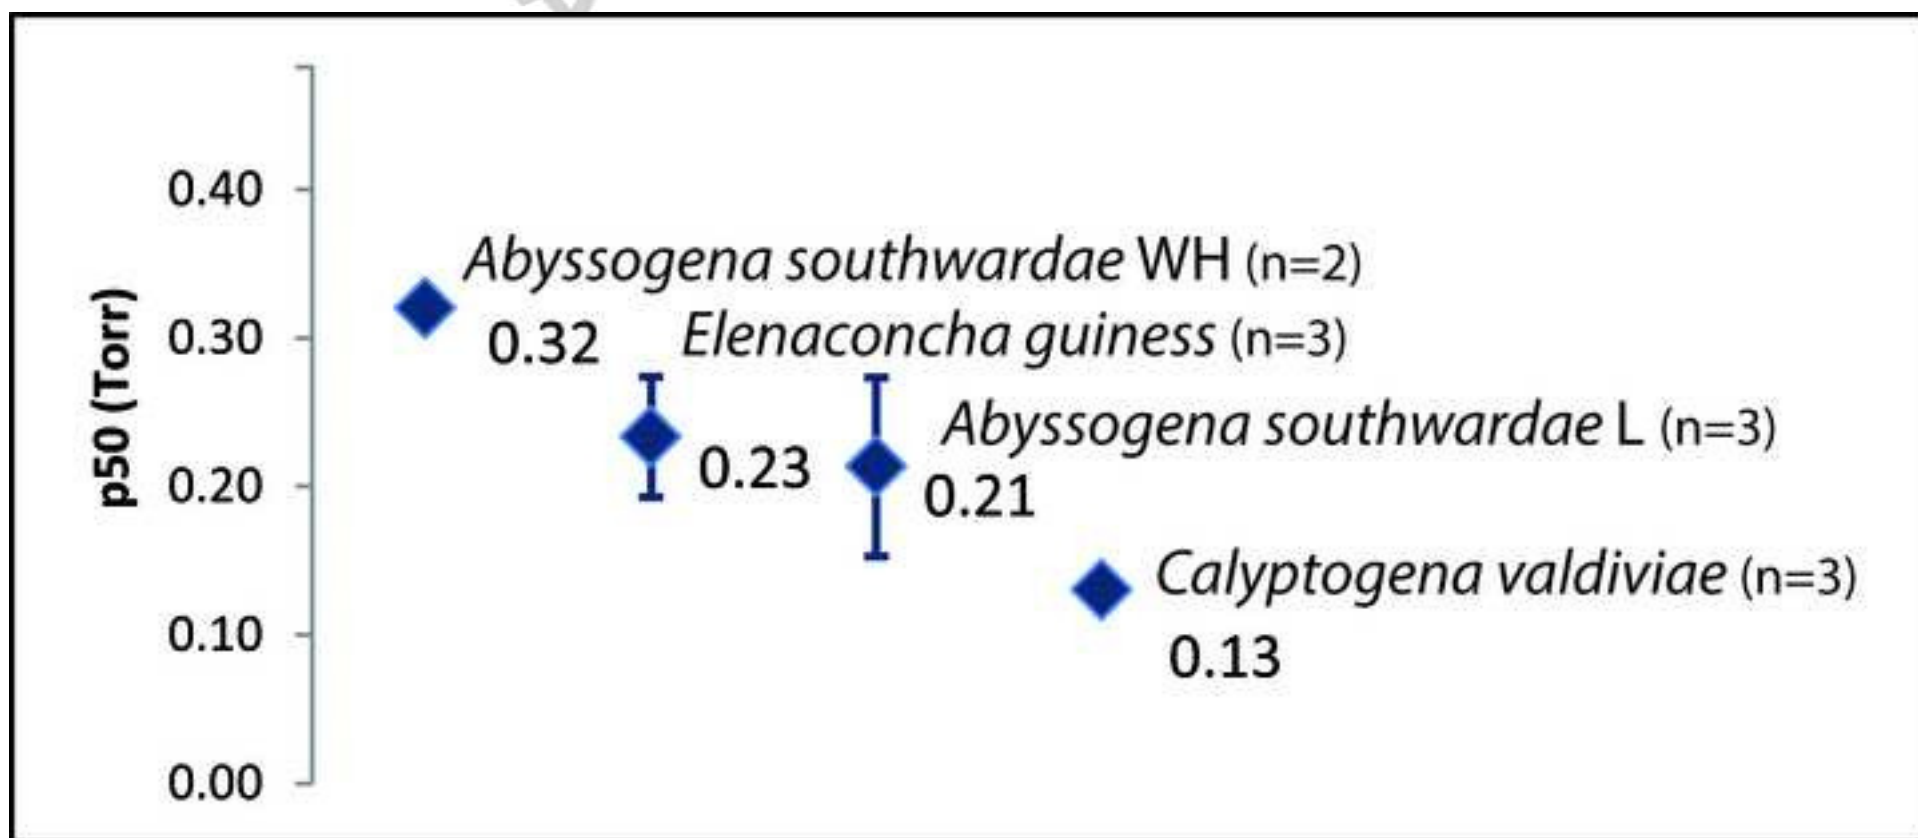 0.40
Abyssogena southwardae WH (n=2)
0.30
0.32
Elenaconcha guiness (n=3)
p50 (Torr)
Abyssogena southwardae L (n=3)
0.20
0.23
0.21
Calyptogena valdiviae (n=3)
0.10
0.13
0.00